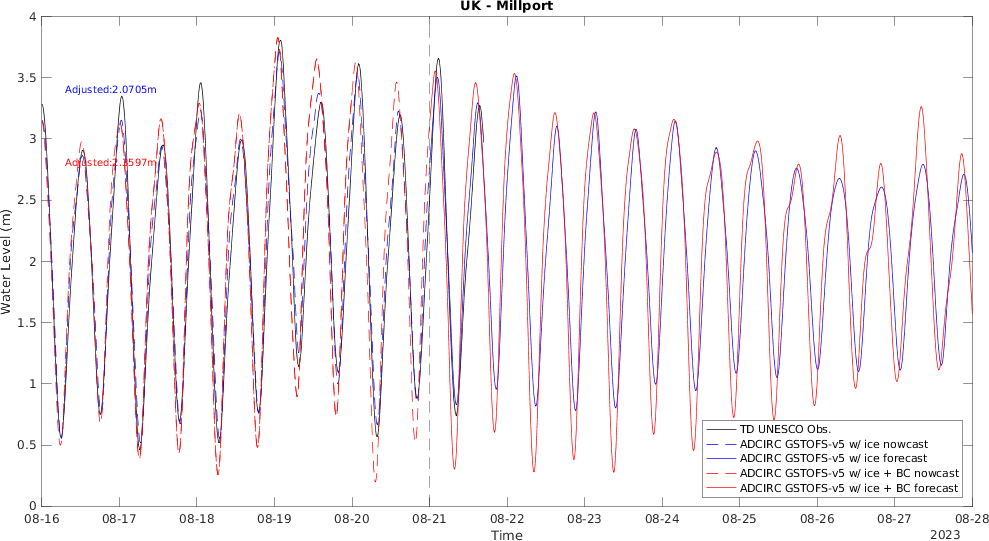 UK - Millport
4
3.5
3
2.5
2
1.5
1
0.5
0
Water Level (m)
Adjusted:2.0705m
08-16
08-17
08-18
08-19
08-20
08-21
08-22
08-23
08-24
08-25
08-26
08-27
08-28
Time
2023
TD UNESCO Obs.
ADCIRC GSTOFS-v5 w/ ice nowcast
ADCIRC GSTOFS-v5 w/ ice forecast
ADCIRC GSTOFS-v5 w/ ice + BC nowcast
ADCIRC GSTOFS-v5 w/ ice + BC forecast